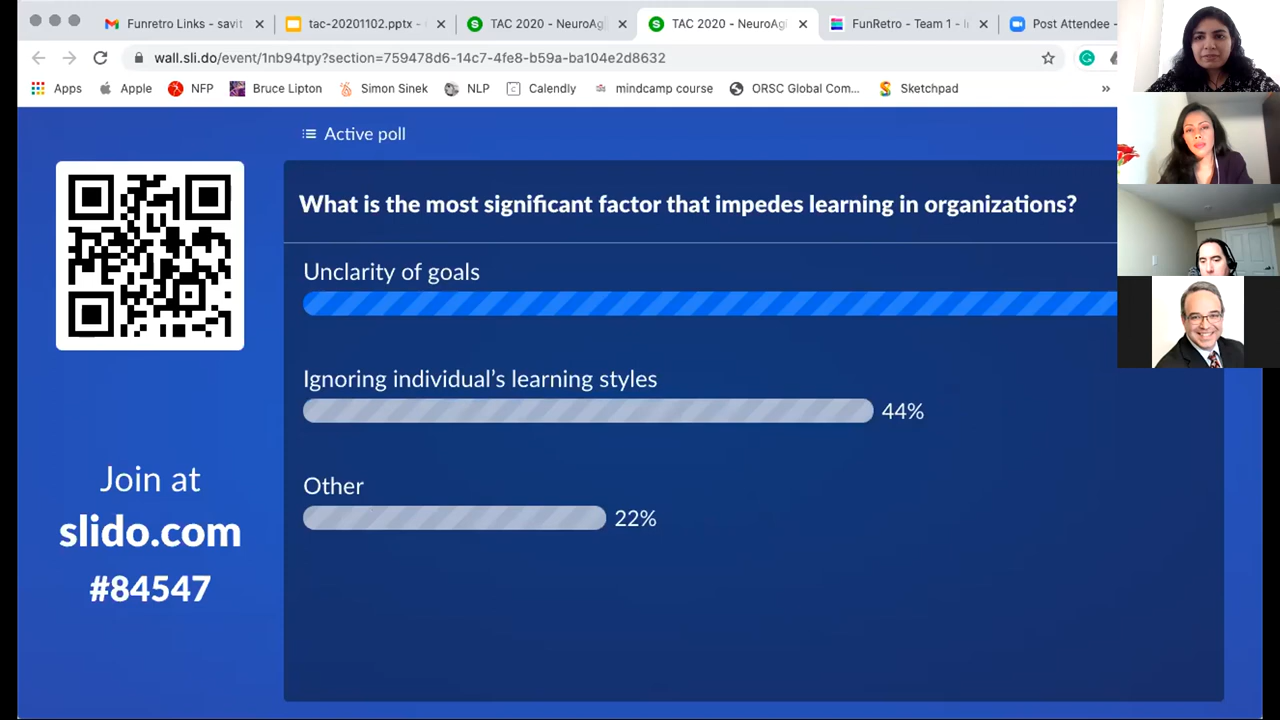 Funretro Links - savit
tac-20201102.pptx -
TAC 2020 - NeuroAgi
TAC 2020 - NeuroAgi
FunRetro - Team 1 -
Post Attendee -
wall.sli.do/event/1nb94tpy?section=759478d6-14c7-4fe8-b59a-ba104e2d8632
Apps
Apple
NFP
Bruce Lipton
Simon Sinek
NLP
Calendly
mindcamp course
ORSC Global Com...
Sketchpad
»
Active poll
What is the most significant factor that impedes learning in organizations?
Unclarity of goals
Ignoring individual’s learning styles
44%
Other
22%
Join at
slido.com
#84547